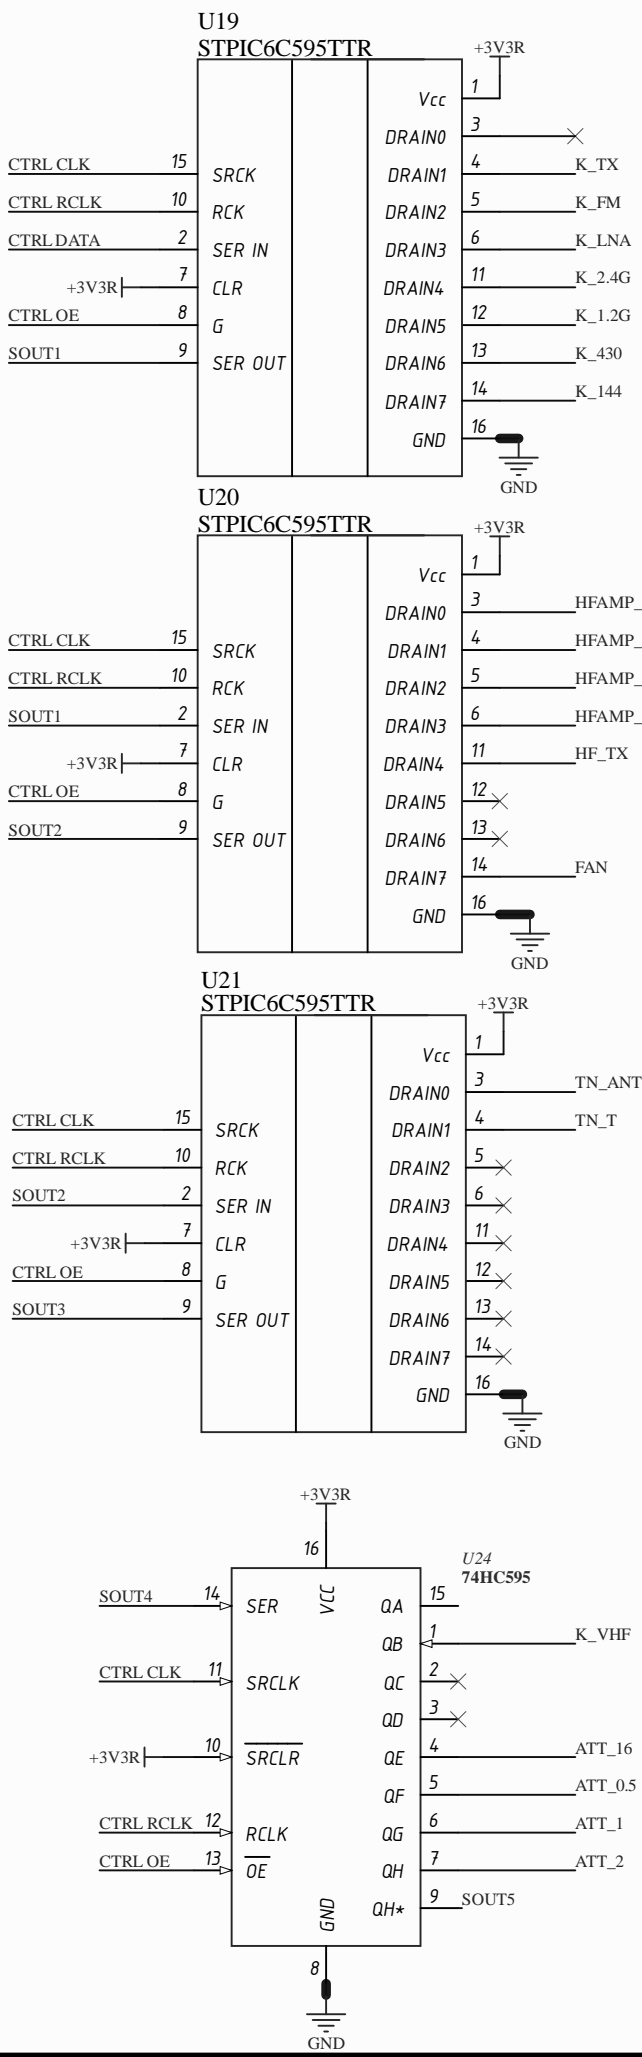 U19
STPIC6C595TTR
+3V3R
1
Vcc
DRAIN0 3
CTRL CLK 15 SRCK DRAIN1 4 K_TX
CTRL RCLK 10 RCK DRAIN2 5 K_FM
CTRL DATA 2 SER IN DRAIN3 6 K_LNA
+3V3R 7 CLR DRAIN4 11 K_2.4G
CTRL OE 8 G DRAIN5 12 K_1.2G
SOUT1 9 SER OUT DRAIN6 13 K_430
DRAIN7 14 K_144
GND 16
GND
U20
STPIC6C595TTR
+3V3R
1
Vcc
DRAIN0 3 HFAMP_
CTRL CLK 15 SRCK DRAIN1 4 HFAMP_
CTRL RCLK 10 RCK DRAIN2 5 HFAMP_
SOUT1 2 SER IN DRAIN3 6 HFAMP_
+3V3R 7 CLR DRAIN4 11 HF_TX
CTRL OE 8 G DRAIN5 12
SOUT2 9 SER OUT DRAIN6 13
DRAIN7 14 FAN
GND 16
GND
U21
STPIC6C595TTR
+3V3R
1
Vcc
DRAIN0 3 TN_ANT
CTRL CLK 15 SRCK DRAIN1 4 TN_T
CTRL RCLK 10 RCK DRAIN2 5
SOUT2 2 SER IN DRAIN3 6
+3V3R 7 CLR DRAIN4 11
CTRL OE 8 G DRAIN5 12
SOUT3 9 SER OUT DRAIN6 13
DRAIN7 14
GND 16
GND
+3V3R
16
U24
74HC595
VCC
SOUT4 14 SER QA 15
QB 1 K_VHF
CTRL CLK 11 SRCLK QC 2
QD 3
+3V3R 10 SRCLR QE 4 ATT_16
QF 5 ATT_0.5
CTRL RCLK 12 RCLK QG 6 ATT_1
CTRL OE 13 OE QH 7 ATT_2
QH* 9 SOUT5
GND
8
GND